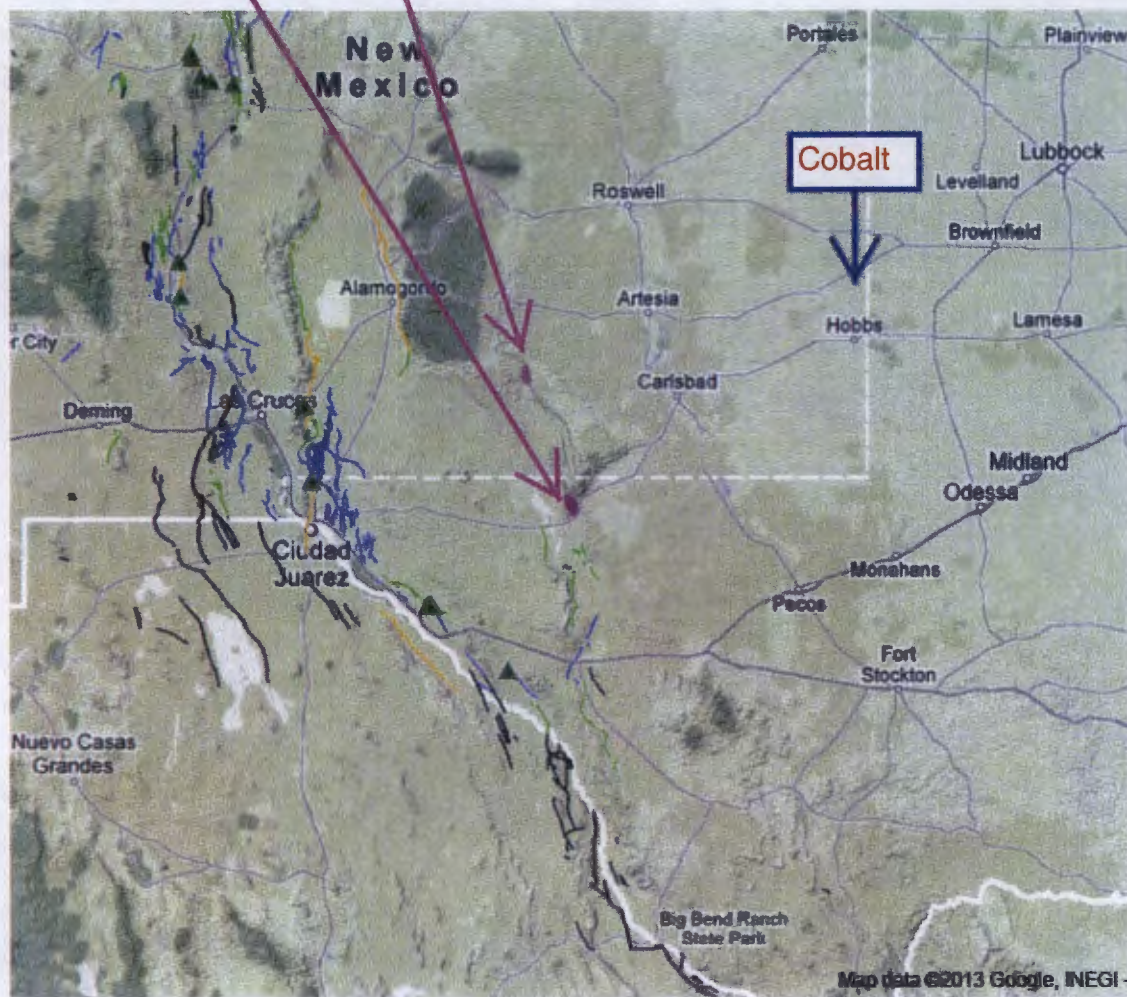 New
Mexico
Portales
Plainview
Cobalt
Lubbock
Levelland
Roswell
Brownfield
Alamogordo
Artesia
Hobbs
Lamesa
r City
Carlsbad
Deming
Las Cruces
Midland
Odessa
Ciudad
Juarez
Monahans
Pecos
Fort
Stockton
Nuevo Casas
Grandes
Big Bend Ranch
State Park
Map data ©2013 Google, INEGI -